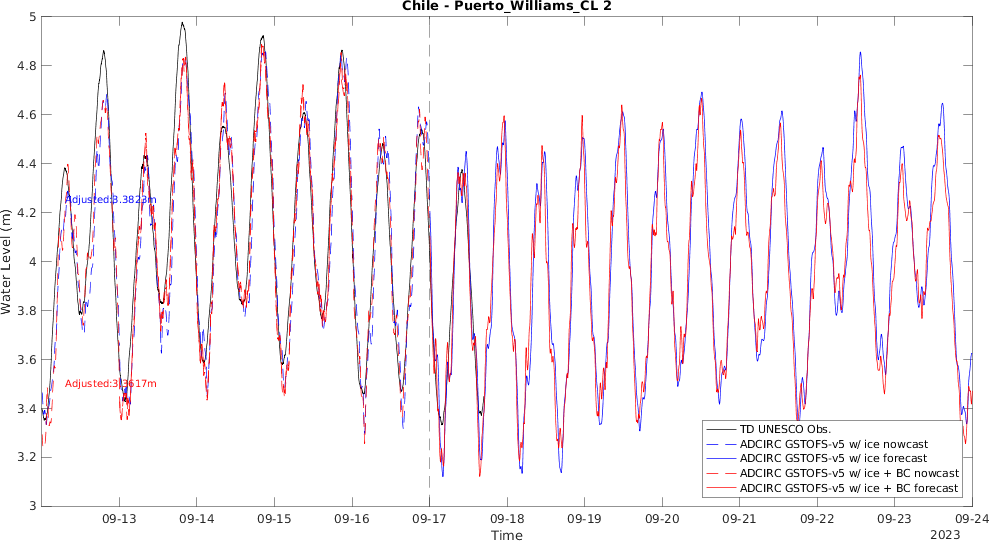 Chile - Puerto_Williams_CL 2
Water Level (m)
5
4.8
4.6
4.4
4.2
4
3.8
3.6
3.4
3.2
3
Adjusted:3.3823m
Adjusted:3.3617m
TD UNESCO Obs.
ADCIRC GSTOFS-v5 w/ ice nowcast
ADCIRC GSTOFS-v5 w/ ice forecast
ADCIRC GSTOFS-v5 w/ ice + BC nowcast
ADCIRC GSTOFS-v5 w/ ice + BC forecast
09-13 09-14 09-15 09-16 09-17 09-18 09-19 09-20 09-21 09-22 09-23 09-24
Time
2023